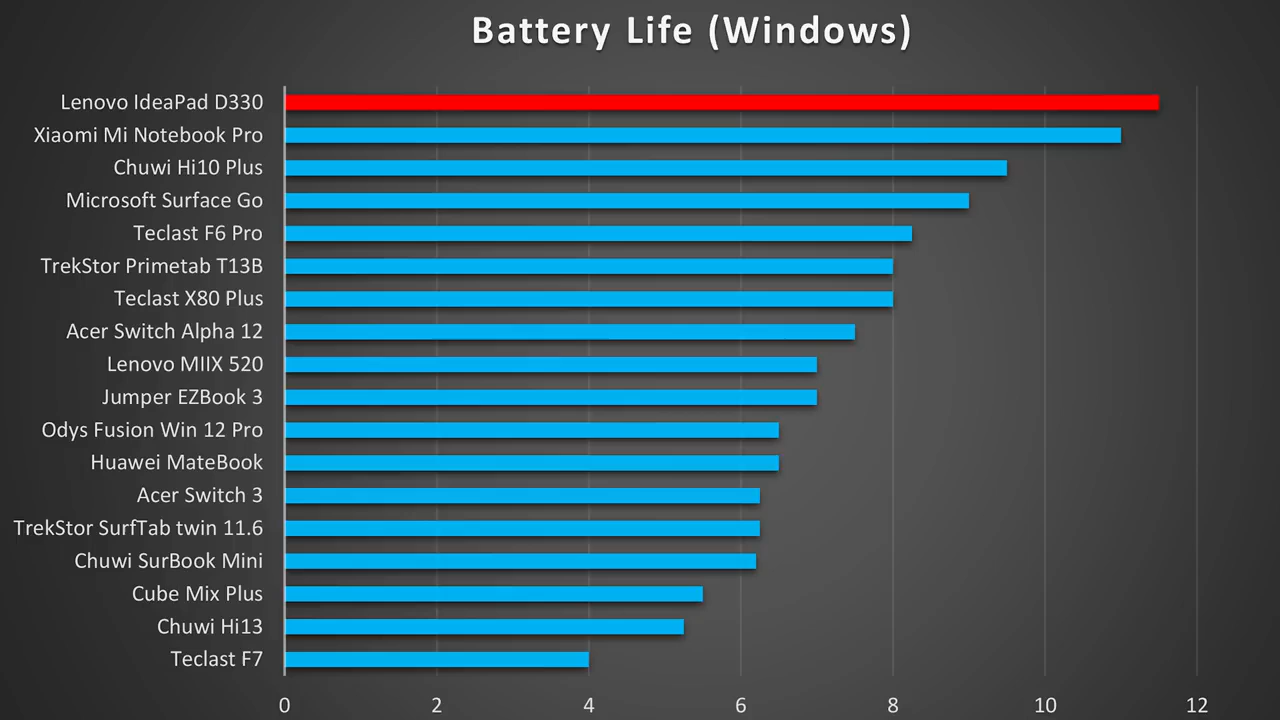 Battery Life (Windows)
Lenovo IdeaPad D330
Xiaomi Mi Notebook Pro
Chuwi Hi10 Plus
Microsoft Surface Go
Teclast F6 Pro
TrekStor Primetab T13B
Teclast X80 Plus
Acer Switch Alpha 12
Lenovo MIIX 520
Jumper EZBook 3
Odys Fusion Win 12 Pro
Huawei MateBook
Acer Switch 3
TrekStor SurfTab twin 11.6
Chuwi SurBook Mini
Cube Mix Plus
Chuwi Hi13
Teclast F7
0 2 4 6 8 10 12